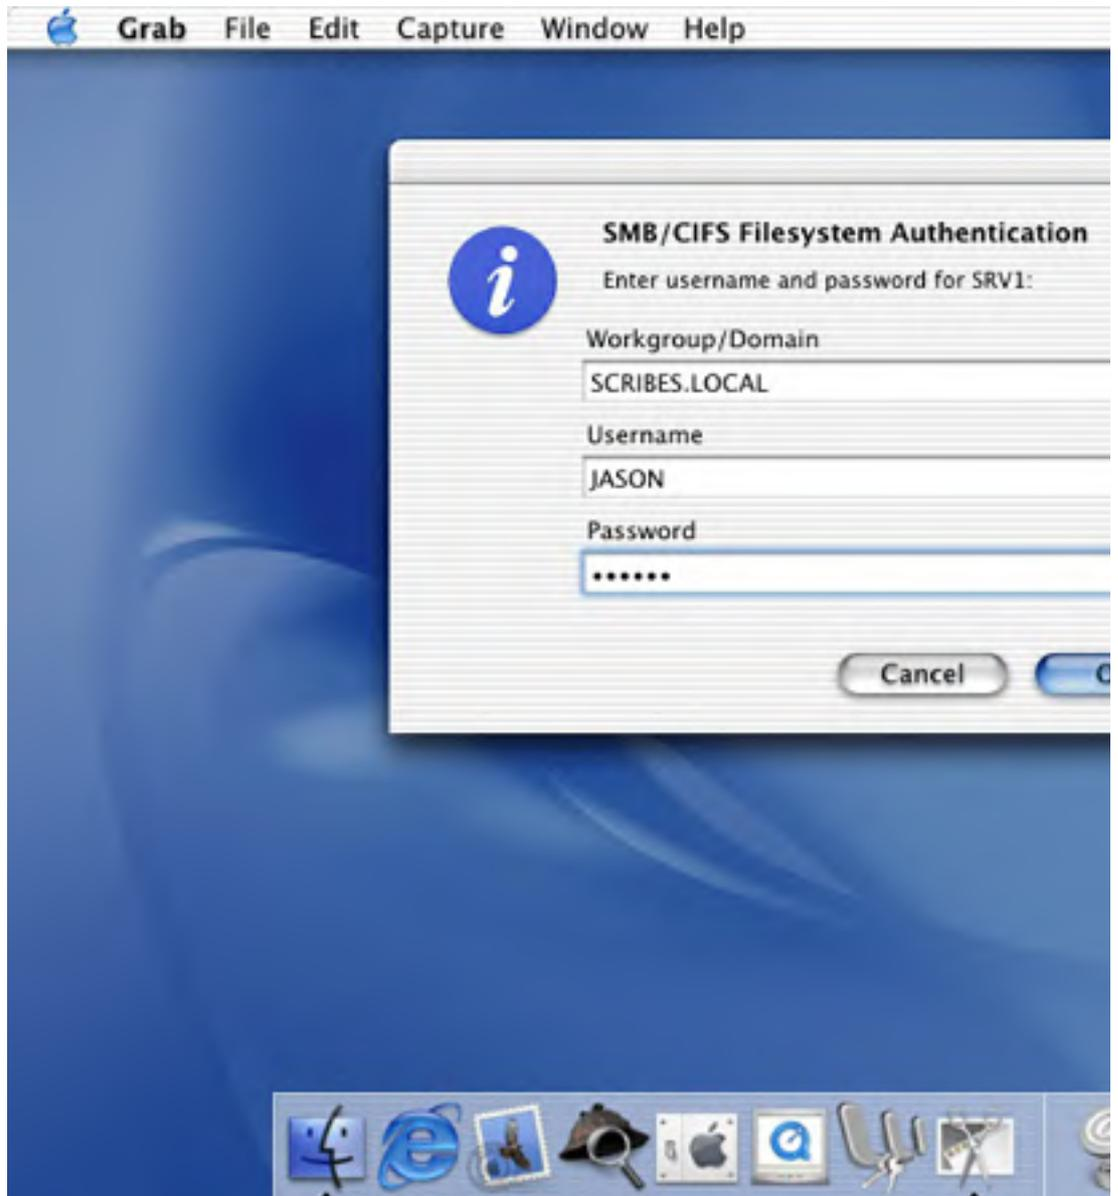 Grab File Edit Capture Window Help
SMB/CIFS Filesystem Authentication
Enter username and password for SRV1:
Workgroup/Domain
SCRIBES.LOCAL
Username
JASON
Password
••••••
Cancel